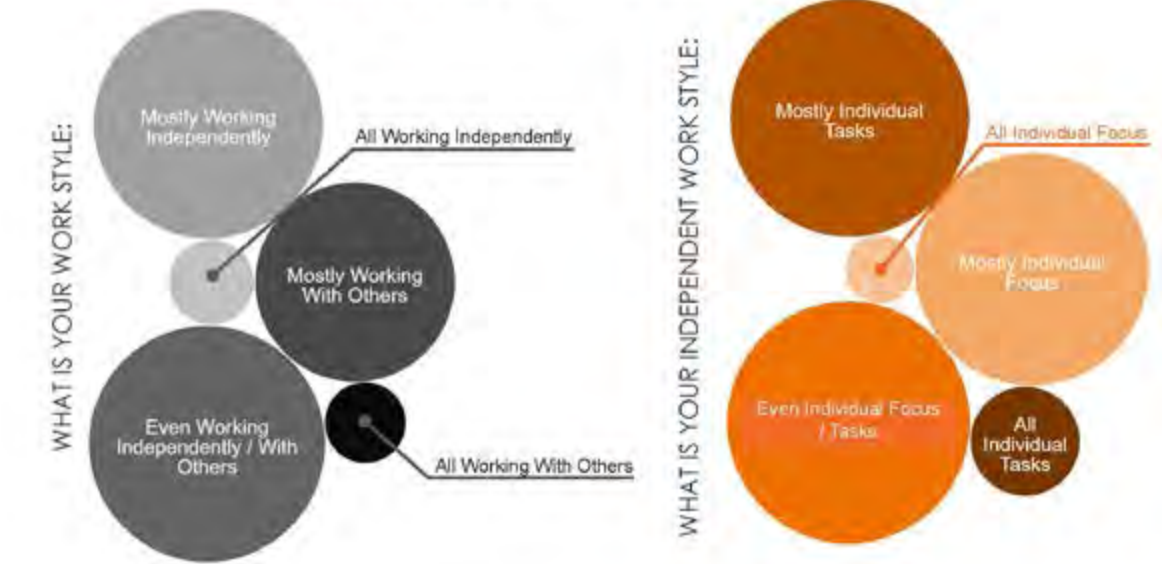 WHAT IS YOUR WORK STYLE:
Mostly Working
Independently
All Working Independently
Mostly Working
With Others
Even Working
Independently / With
Others
All Working With Others
WHAT IS YOUR INDEPENDENT WORK STYLE:
Mostly Individual
Tasks
All Individual Focus
Mostly Individual
Focus
Even Individual Focus
/ Tasks
All
Individual
Tasks